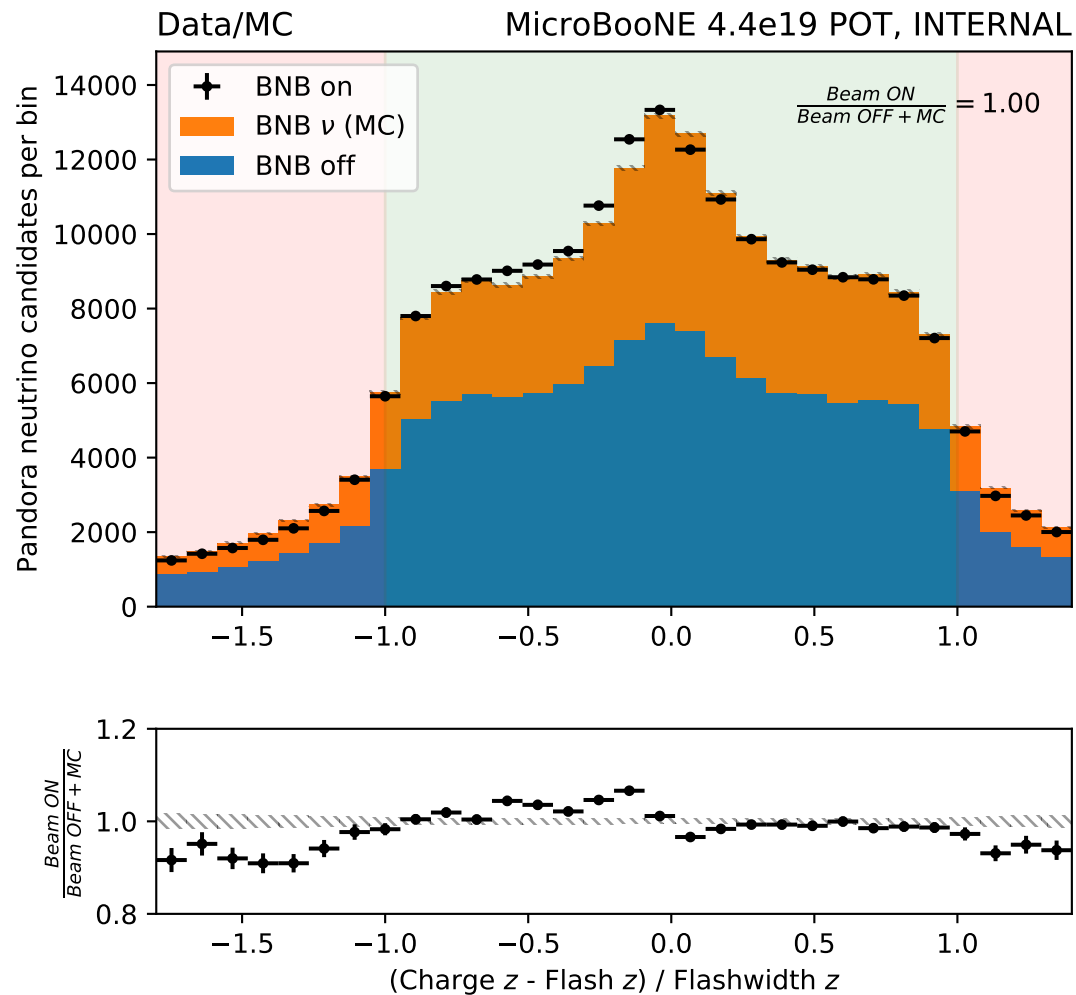 Data/MC
MicroBooNE 4.4e19 POT, INTERNAL
Pandora neutrino candidates per bin
14000
12000
10000
8000
6000
4000
2000
0
BNB on
BNB ν (MC)
BNB off
Beam ON
Beam OFF + MC
= 1.00
−1.5
−1.0
−0.5
0.0
0.5
1.0
Beam ON
Beam OFF + MC
1.2
1.0
0.8
−1.5
−1.0
−0.5
0.0
0.5
1.0
(Charge z - Flash z) / Flashwidth z